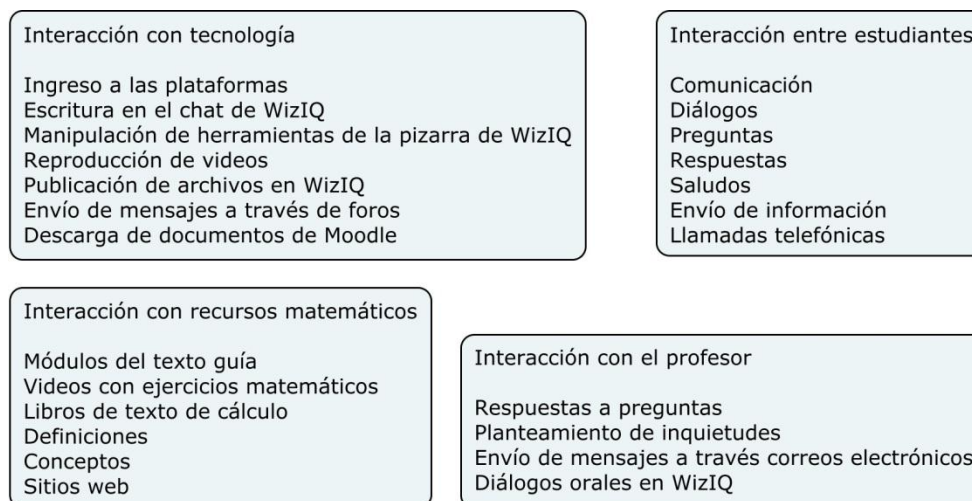 Interacción con tecnología
Ingreso a las plataformas
Escritura en el chat de WizIQ
Manipulación de herramientas de la pizarra de WizIQ
Reproducción de videos
Publicación de archivos en WizIQ
Envío de mensajes a través de foros
Descarga de documentos de Moodle
Interacción entre estudiantes
Comunicación
Diálogos
Preguntas
Respuestas
Saludos
Envío de información
Llamadas telefónicas
Interacción con recursos matemáticos
Módulos del texto guía
Videos con ejercicios matemáticos
Libros de texto de cálculo
Definiciones
Conceptos
Sitios web
Interacción con el profesor
Respuestas a preguntas
Planteamiento de inquietudes
Envío de mensajes a través correos electrónicos
Diálogos orales en WizIQ